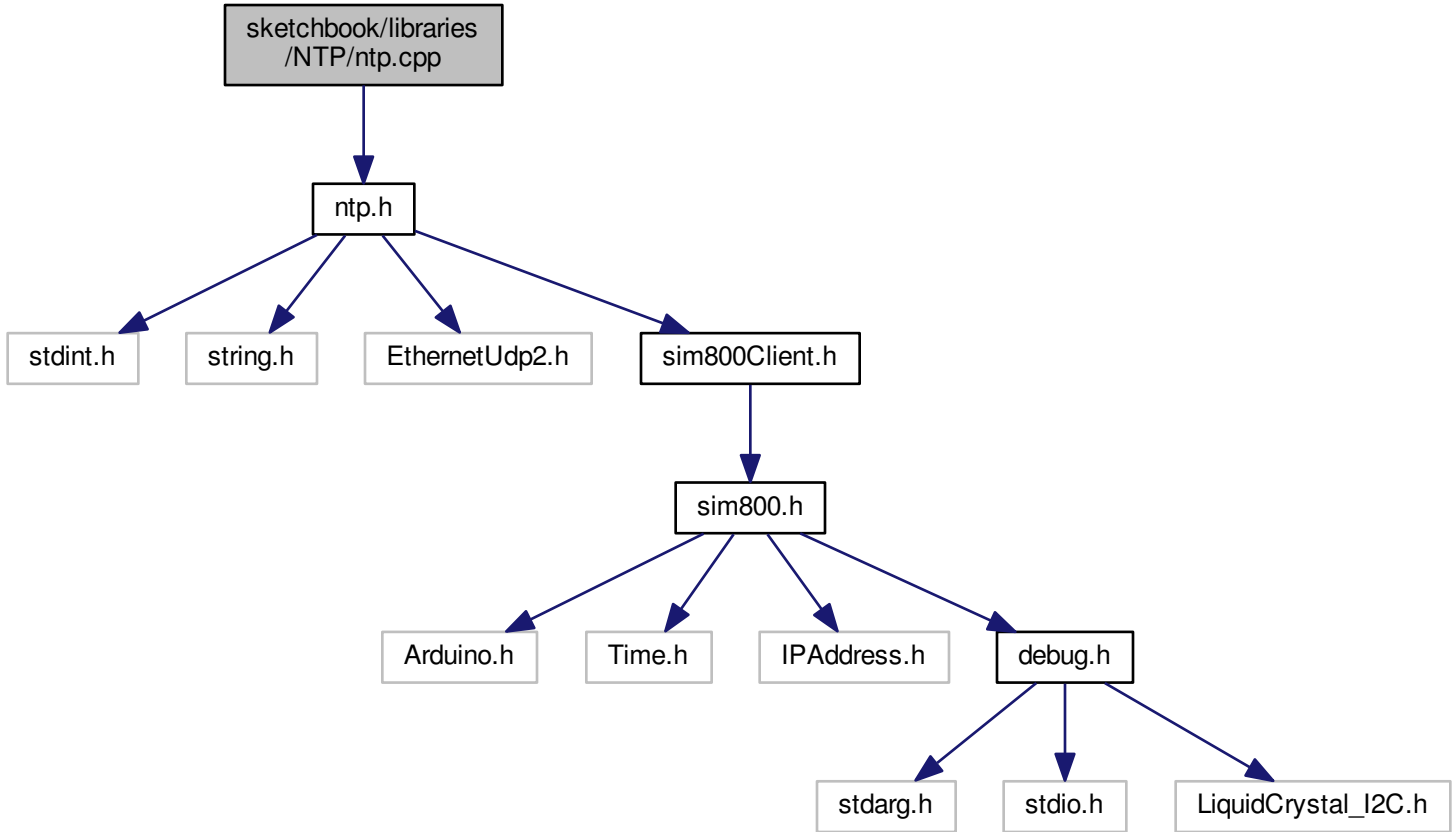 sketchbook/libraries
/NTP/ntp.cpp
ntp.h
stdint.h
string.h
EthernetUdp2.h
sim800Client.h
sim800.h
Arduino.h
Time.h
IPAddress.h
debug.h
stdarg.h
stdio.h
LiquidCrystal_I2C.h